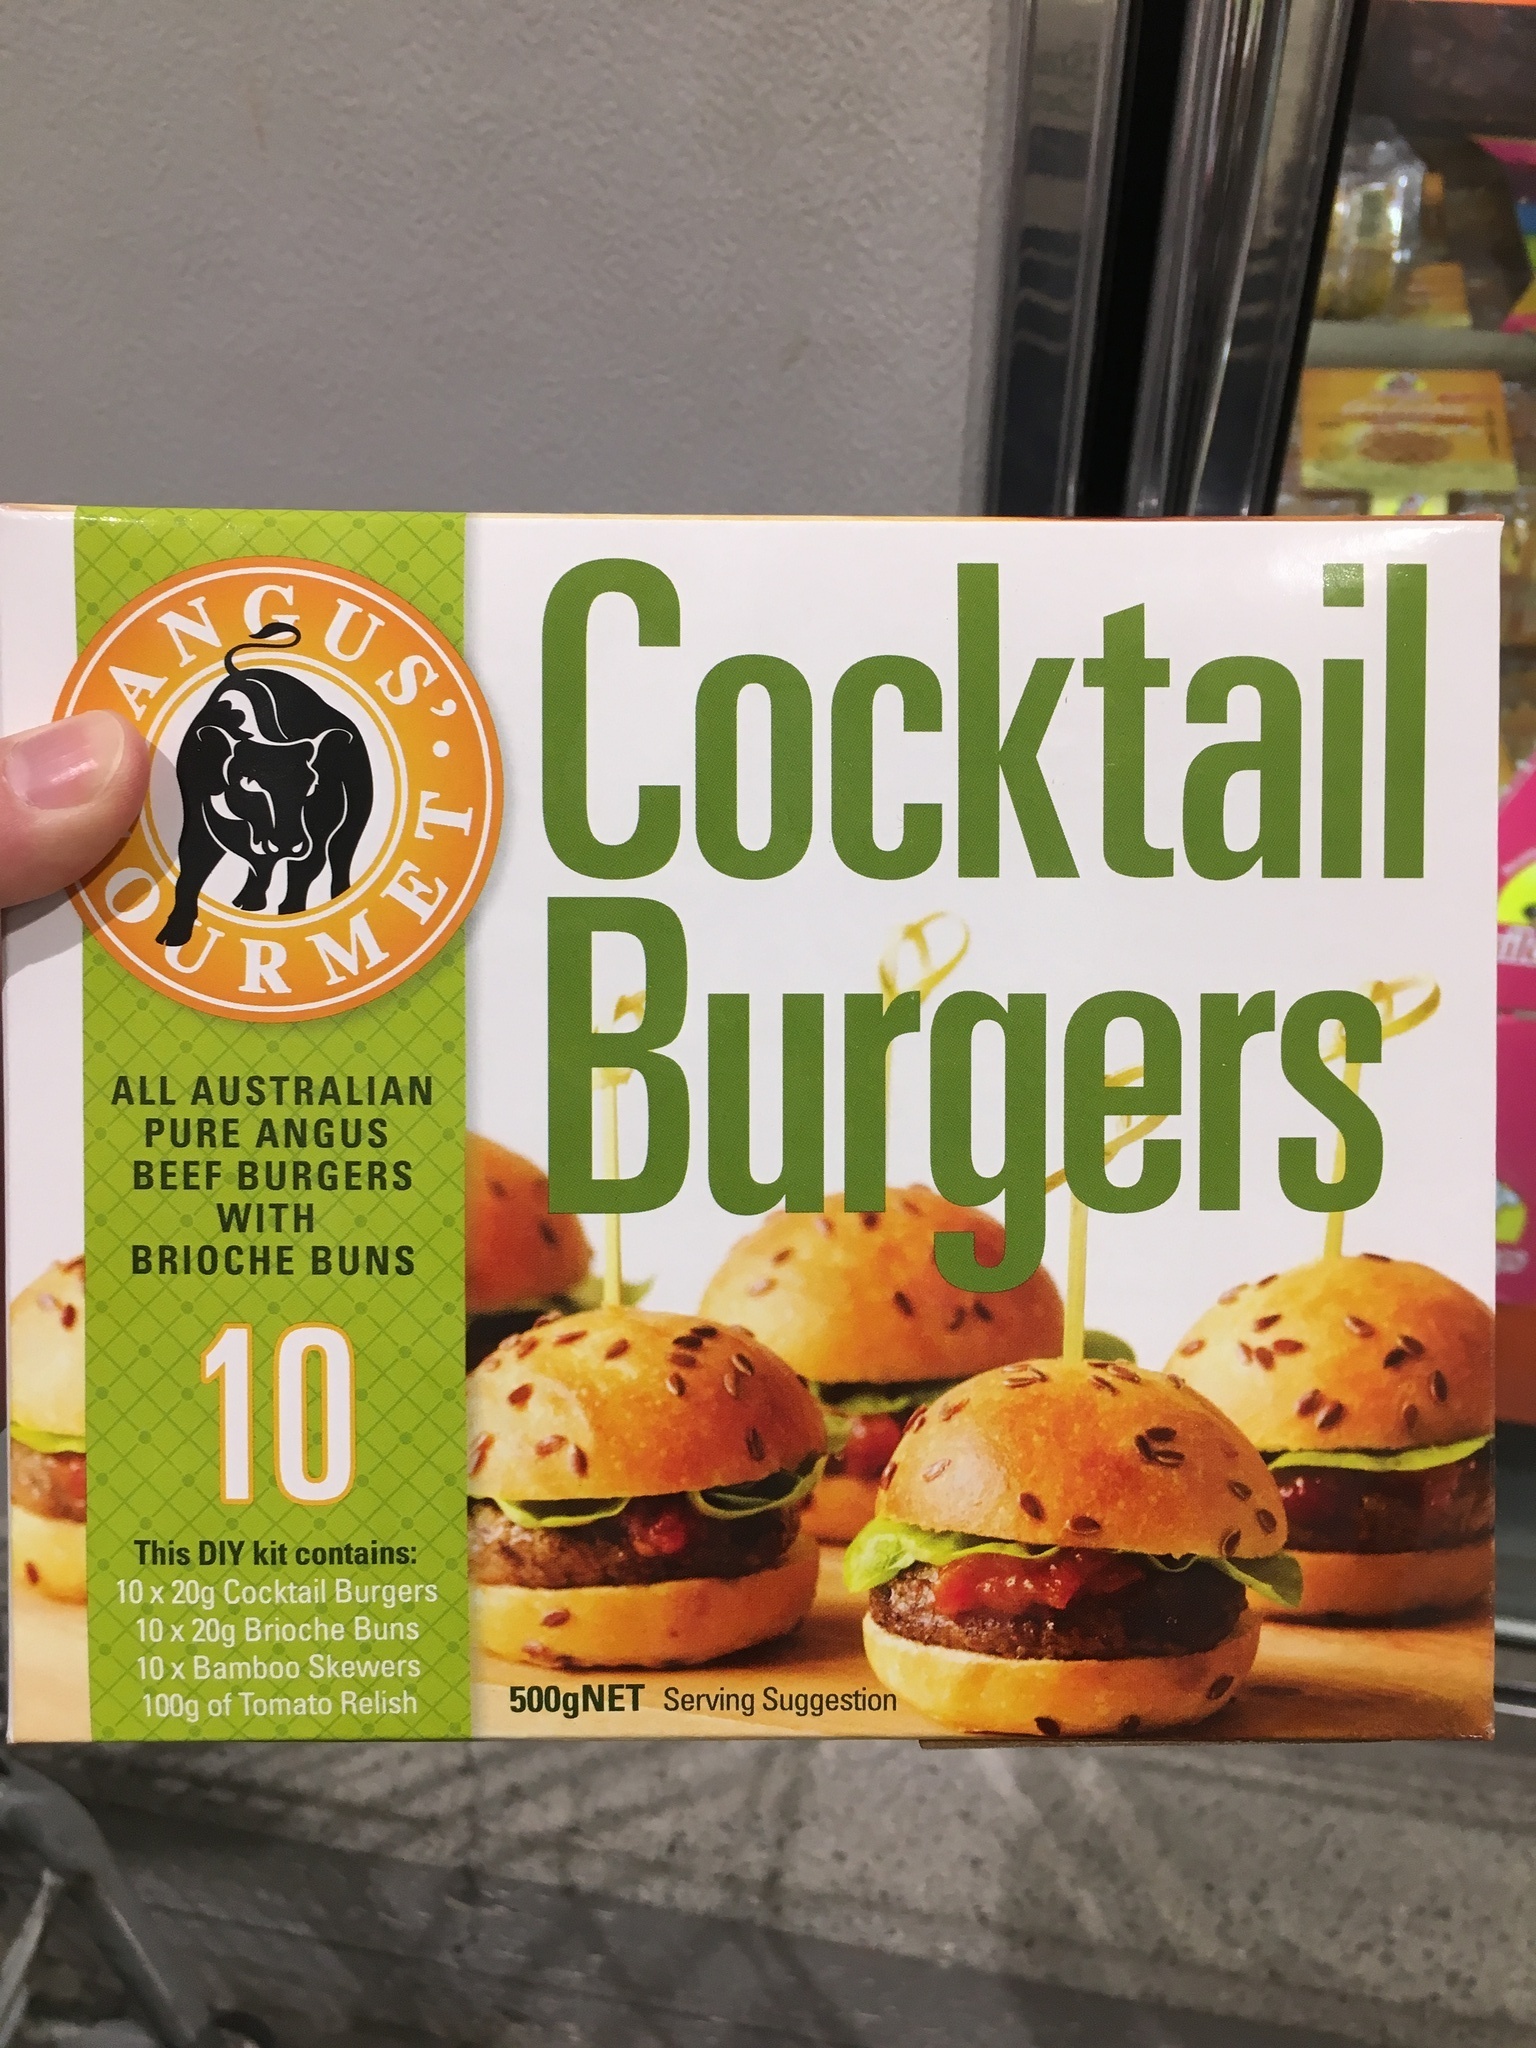 ANGUS'
OURMET
Cocktail
Burgers
ALL AUSTRALIAN
PURE ANGUS
BEEF BURGERS
WITH
BRIOCHE BUNS
10
This DIY kit contains:
10 x 20g Cocktail Burgers
10 x 20g Brioche Buns
10 x Bamboo Skewers
100g of Tomato Relish
500gNET Serving Suggestion